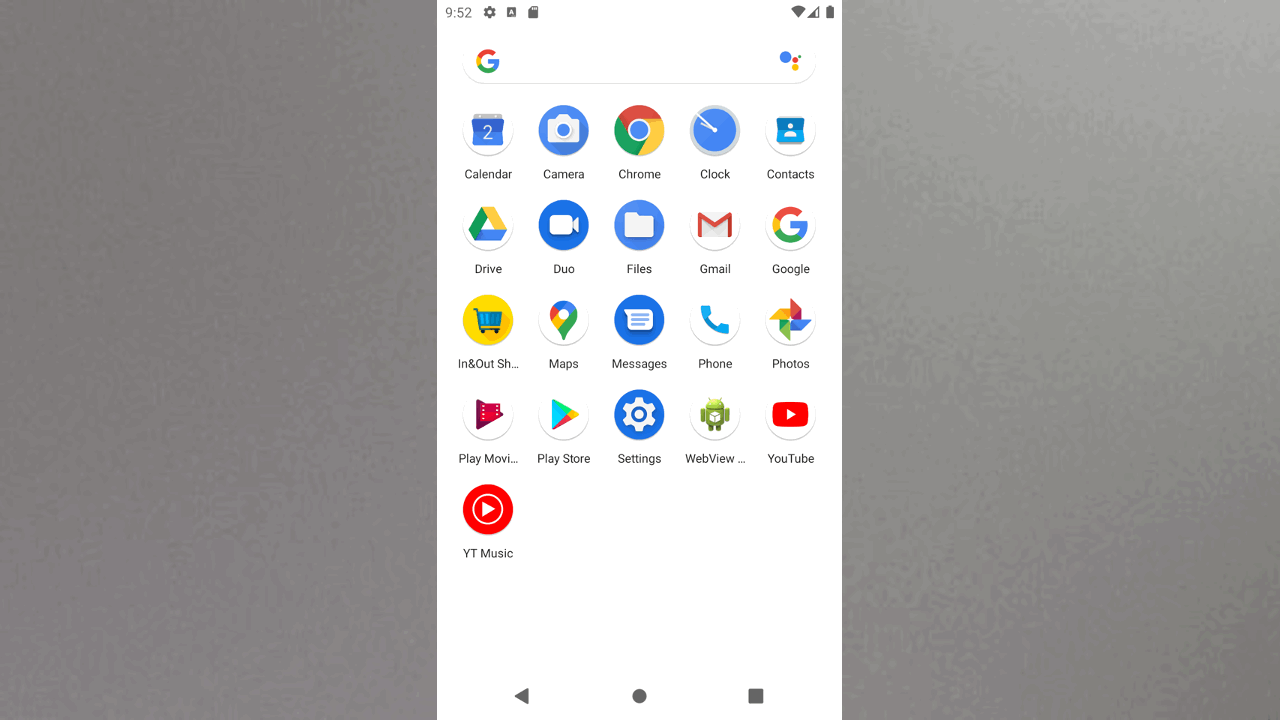 9:52
Calendar Camera Chrome Clock Contacts
Drive Duo Files Gmail Google
In&Out Sh... Maps Messages Phone Photos
Play Movi... Play Store Settings WebView ... YouTube
YT Music
2